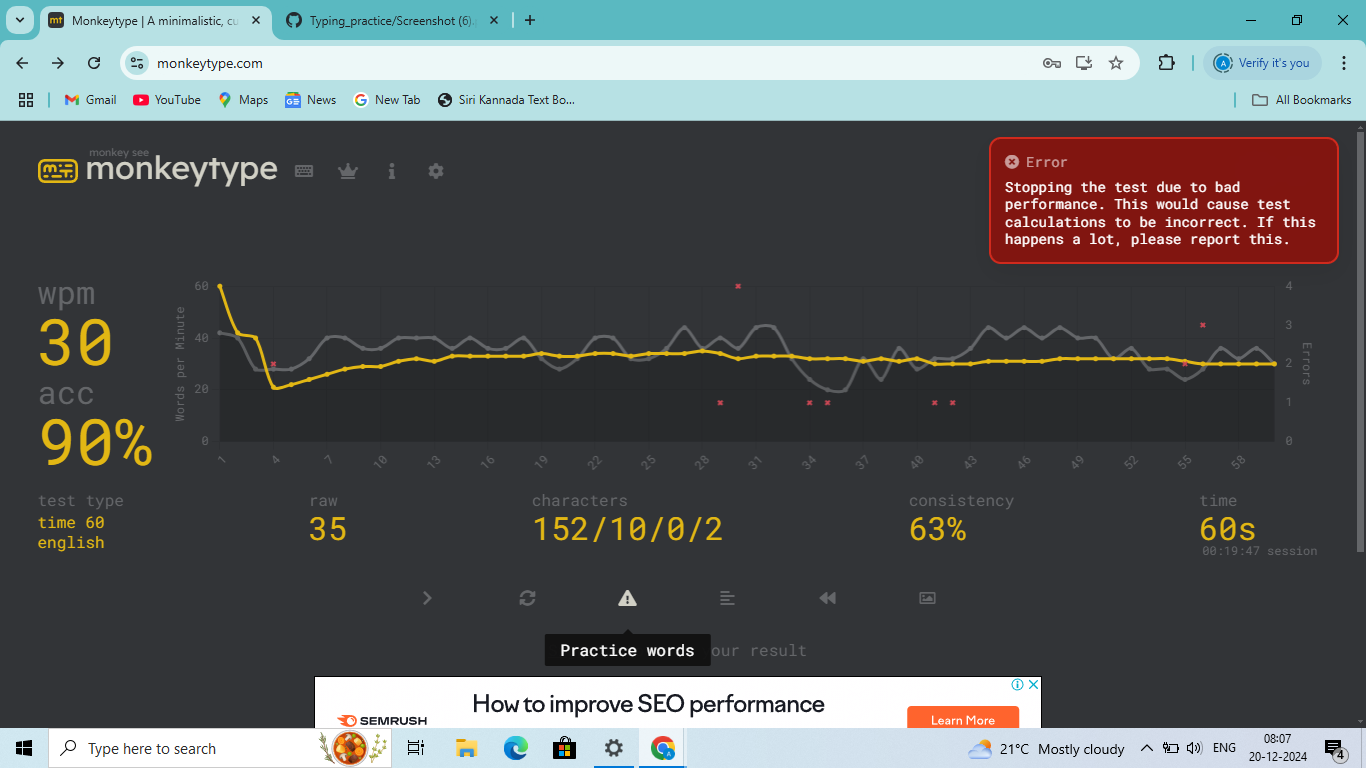 Monkeytype | A minimalistic, cu
Typing_practice/Screenshot (6).
monkeytype.com
Verify it's you
Gmail
YouTube
Maps
News
New Tab
Siri Kannada Text Bo...
All Bookmarks
monkey see
monkeytype
Error
Stopping the test due to bad
performance. This would cause test
calculations to be incorrect. If this
happens a lot, please report this.
wpm
30
acc
90%
Words per Minute
60
40
20
0
4
3
2
1
0
Errors
1 4 7 10 13 16 19 22 25 28 31 34 37 40 43 46 49 52 55 58
test type
time 60
english
raw
35
characters
152/10/0/2
consistency
63%
time
60s
00:19:47 session
Practice words
our result
How to improve SEO performance
SEMRUSH
Learn More
Type here to search
21°C Mostly cloudy
ENG
08:07
20-12-2024
4